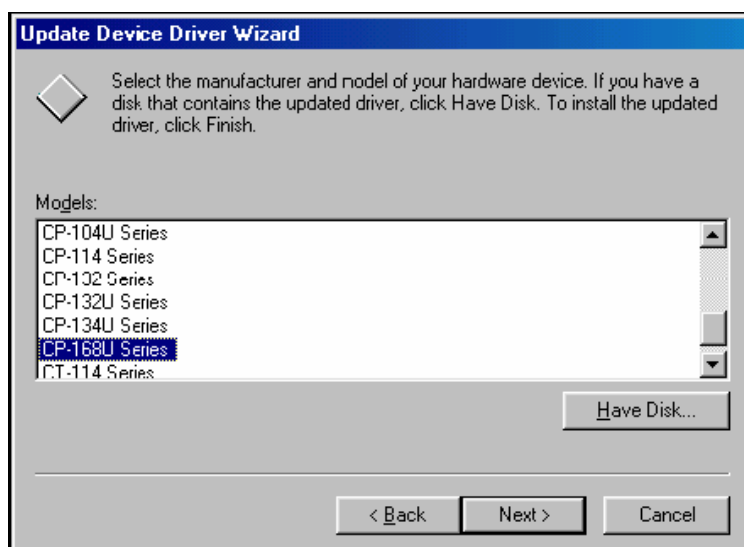 Update Device Driver Wizard
Select the manufacturer and model of your hardware device. If you have a
disk that contains the updated driver, click Have Disk. To install the updated
driver, click Finish.
Models:
CP-104U Series
CP-114 Series
CP-132 Series
CP-132U Series
CP-134U Series
CP-168U Series
CT-114 Series
Have Disk...
< Back
Next >
Cancel